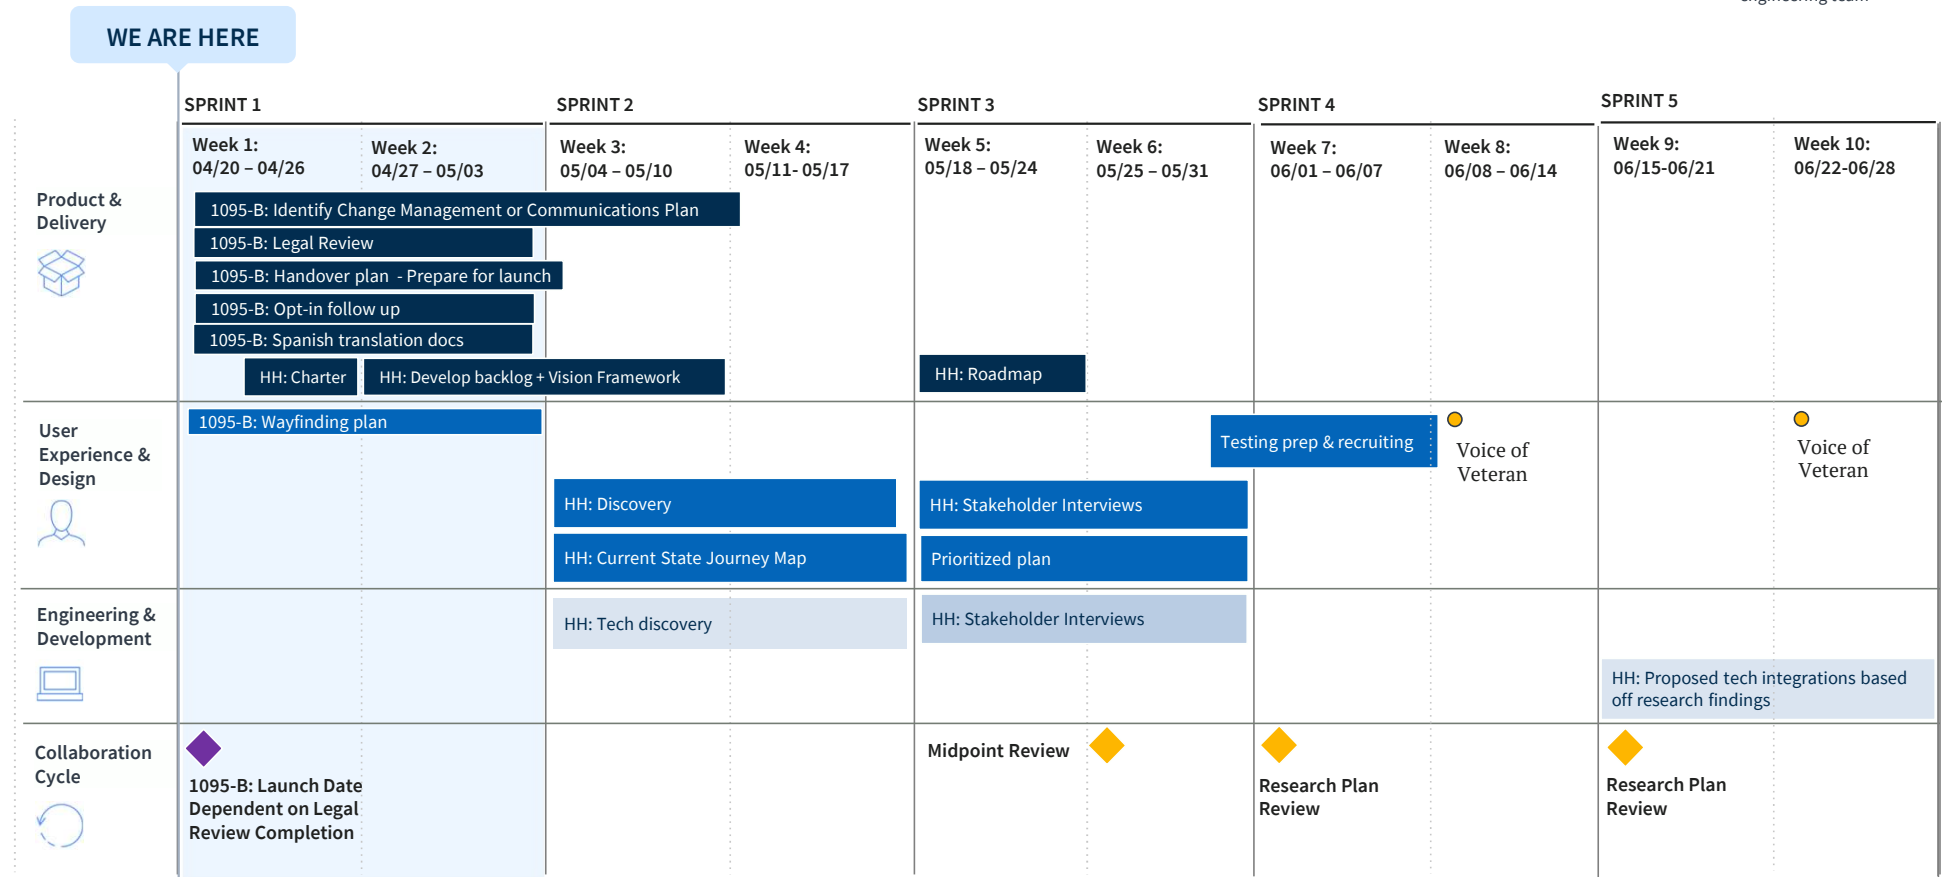 engineering team
WE ARE HERE
SPRINT 1
SPRINT 2
SPRINT 3
SPRINT 4
SPRINT 5
Week 1:
04/20 – 04/26
Week 2:
04/27 – 05/03
Week 3:
05/04 – 05/10
Week 4:
05/11- 05/17
Week 5:
05/18 – 05/24
Week 6:
05/25 – 05/31
Week 7:
06/01 – 06/07
Week 8:
06/08 – 06/14
Week 9:
06/15-06/21
Week 10:
06/22-06/28
Product &
Delivery
1095-B: Identify Change Management or Communications Plan
1095-B: Legal Review
1095-B: Handover plan - Prepare for launch
1095-B: Opt-in follow up
1095-B: Spanish translation docs
HH: Charter
HH: Develop backlog + Vision Framework
HH: Roadmap
User
Experience &
Design
1095-B: Wayfinding plan
Testing prep & recruiting
Voice of
Veteran
Voice of
Veteran
HH: Discovery
HH: Stakeholder Interviews
HH: Current State Journey Map
Prioritized plan
Engineering &
Development
HH: Tech discovery
HH: Stakeholder Interviews
HH: Proposed tech integrations based
off research findings
Collaboration
Cycle
1095-B: Launch Date
Dependent on Legal
Review Completion
Midpoint Review
Research Plan
Review
Research Plan
Review